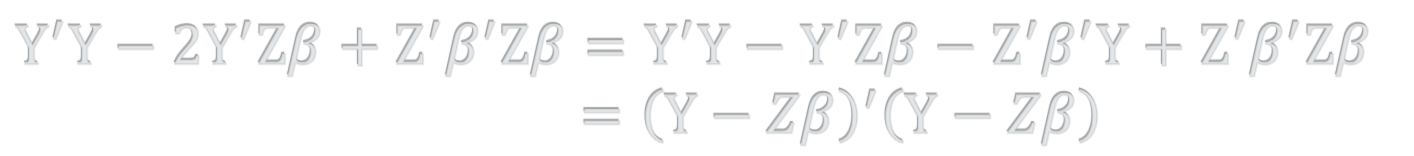 Y′Y − 2Y′Zβ + Z′β′Zβ = Y′Y − Y′Zβ − Z′β′Y + Z′β′Zβ
= (Y − Zβ)′(Y − Zβ)